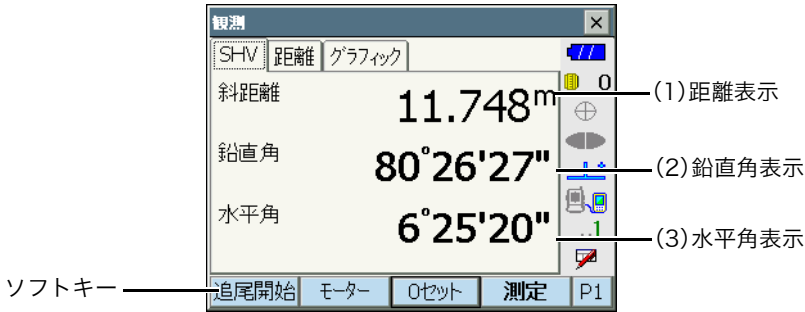 観測
SHV 距離 グラフィック
斜距離 11.748m
0
(1)距離表示
鉛直角 80°26'27"
(2)鉛直角表示
水平角 6°25'20"
1
(3)水平角表示
ソフトキー
追尾開始 モーター 0セット 測定 P1